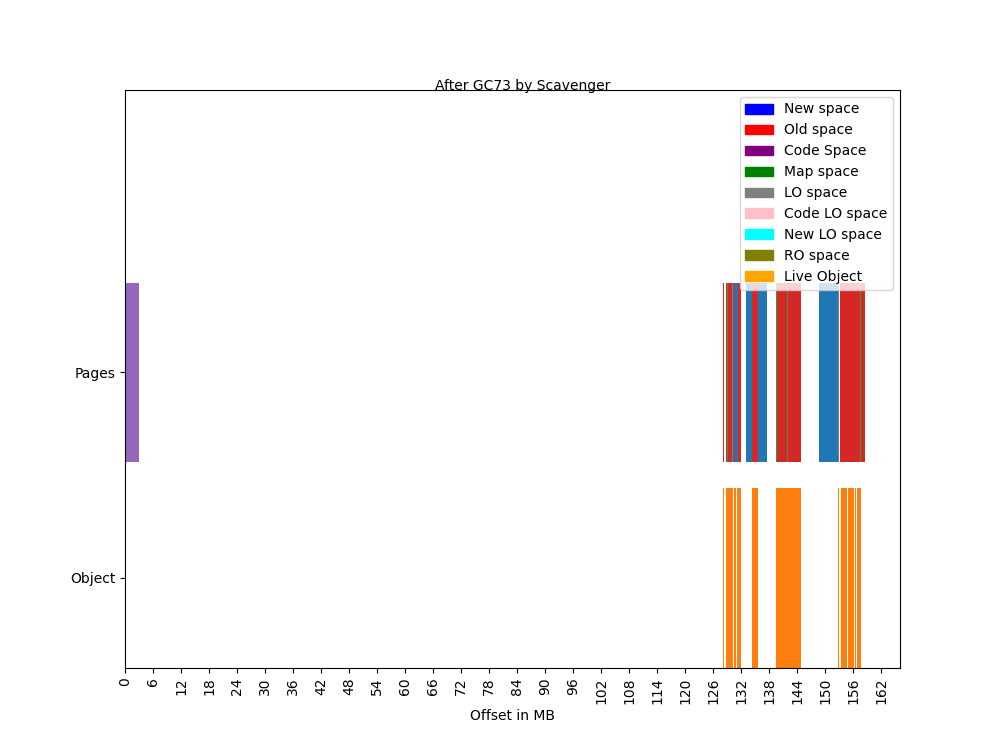 After GC73 by Scavenger
New space
Old space
Code Space
Map space
LO space
Code LO space
New LO space
RO space
Live Object
Pages
Object
0 6 12 18 24 30 36 42 48 54 60 66 72 78 84 90 96 102 108 114 120 126 132 138 144 150 156 162
Offset in MB